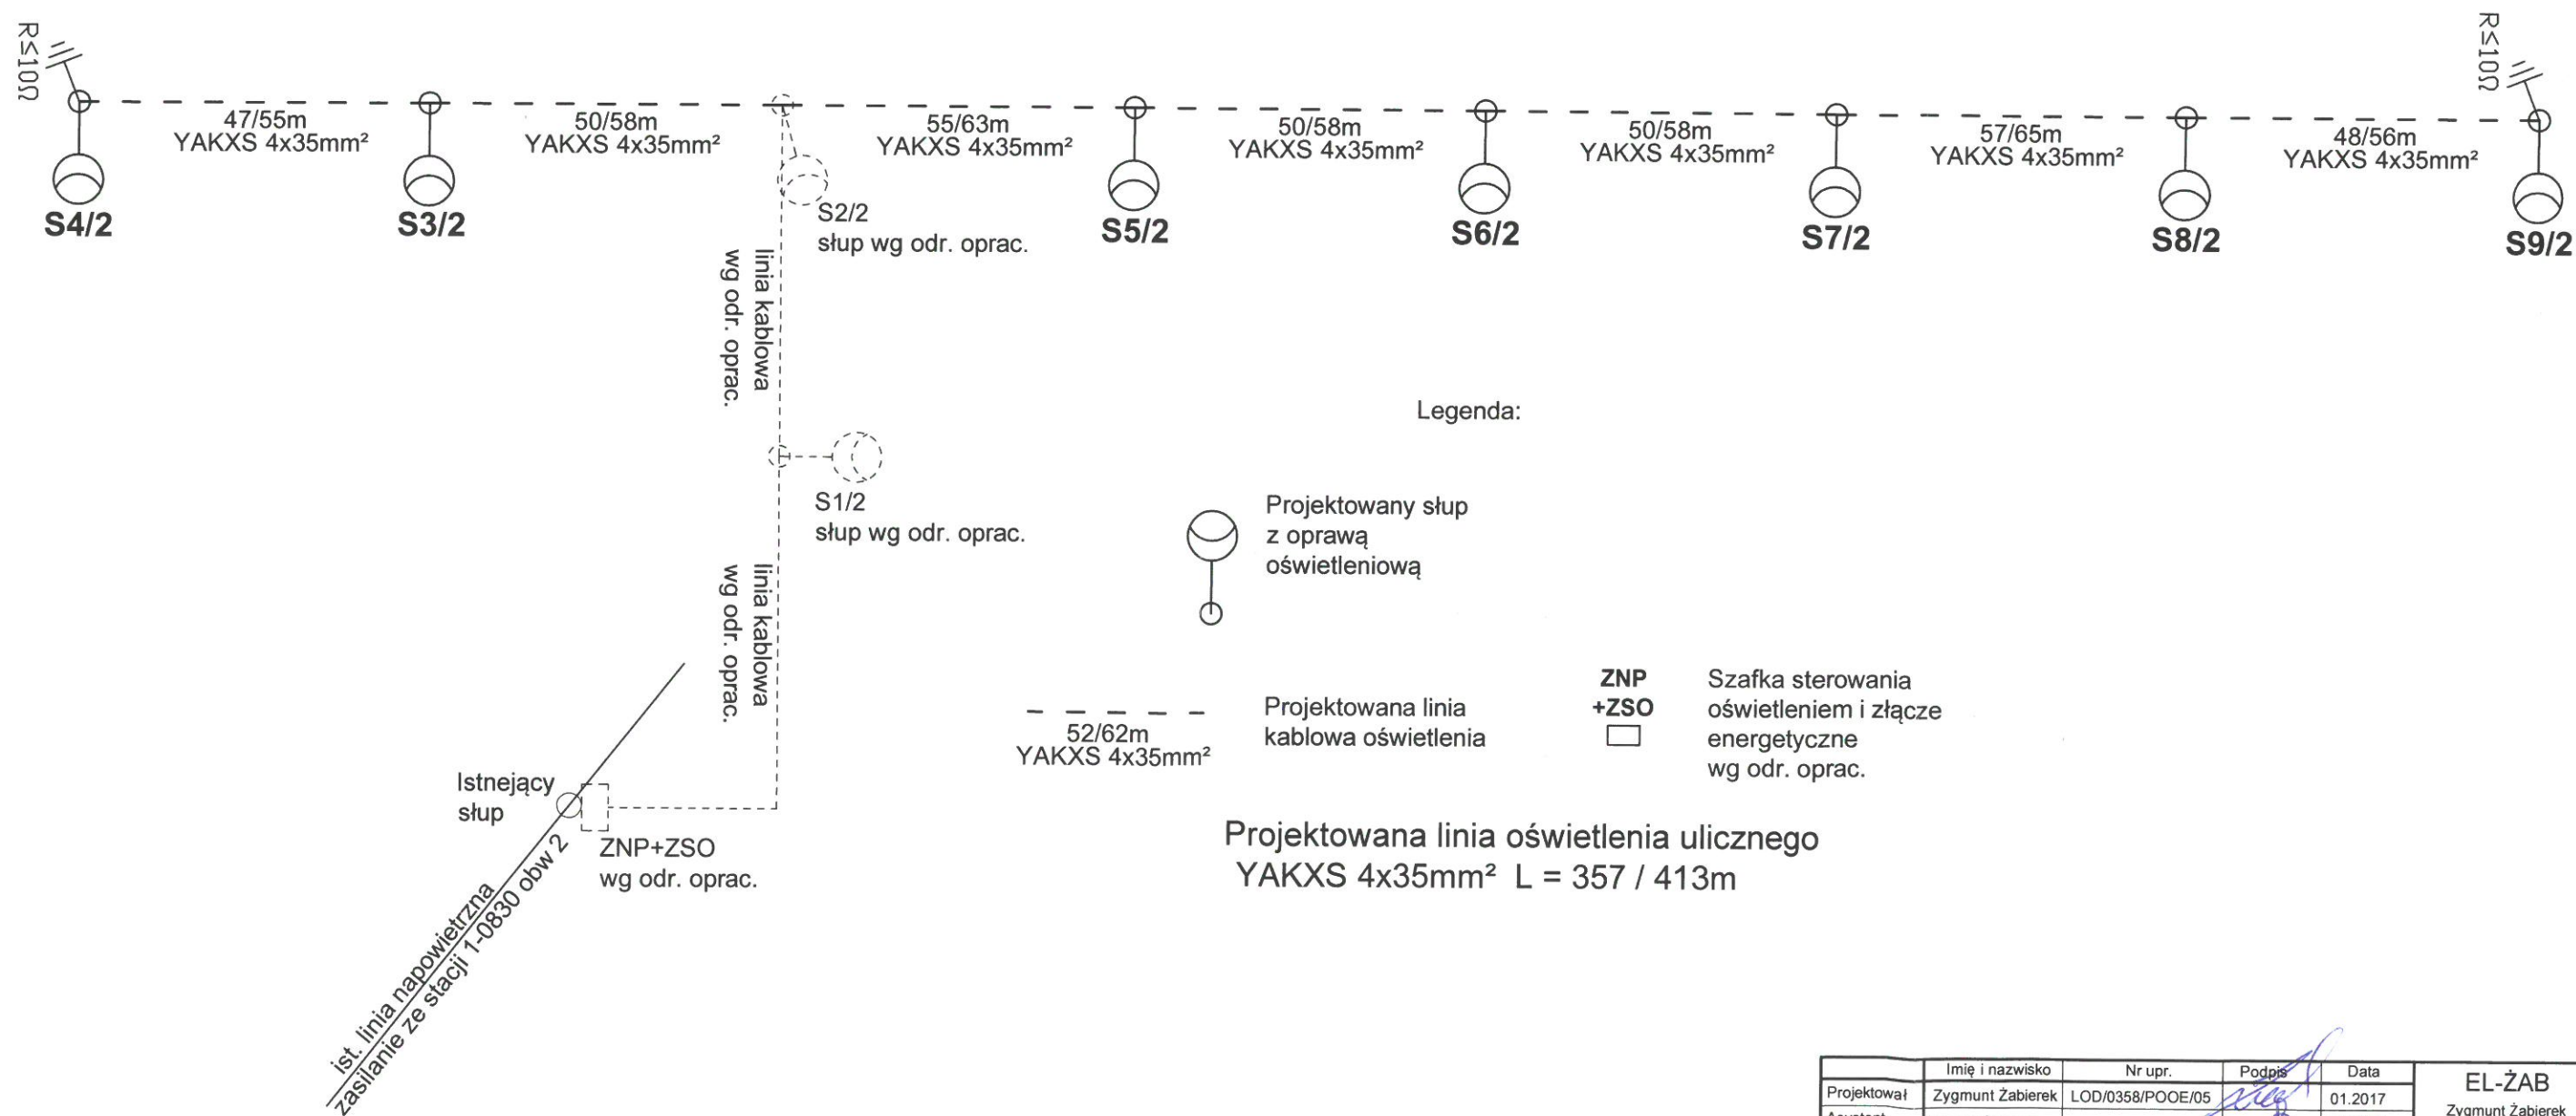 R≤10Ω
R≤10Ω
47/55m
YAKXS 4x35mm²
50/58m
YAKXS 4x35mm²
55/63m
YAKXS 4x35mm²
50/58m
YAKXS 4x35mm²
50/58m
YAKXS 4x35mm²
57/65m
YAKXS 4x35mm²
48/56m
YAKXS 4x35mm²
S4/2
S3/2
S2/2
słup wg odr. oprac.
S5/2
S6/2
S7/2
S8/2
S9/2
linia kablowa
wg odr. oprac.
Legenda:
S1/2
słup wg odr. oprac.
Projektowany słup
z oprawą
oświetleniową
linia kablowa
wg odr. oprac.
52/62m
YAKXS 4x35mm²
Projektowana linia
kablowa oświetlenia
ZNP
+ZSO
Szafka sterowania
oświetleniem i złącze
energetyczne
wg odr. oprac.
Istnejący
słup
ZNP+ZSO
wg odr. oprac.
ist. linia napowietrzna
zasilanie ze stacji 1-0830 obw 2
Projektowana linia oświetlenia ulicznego
YAKXS 4x35mm² L = 357 / 413m
Imię i nazwisko Nr upr. Podpis Data
Projektował Zygmunt Żabierek LOD/0358/POOE/05 01.2017
EL-ŻAB
Zygmunt Żabierek